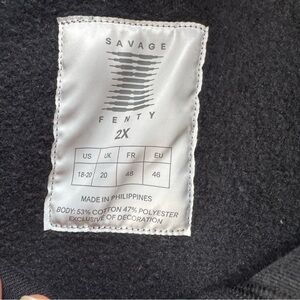 SAVAGE
FENTY
2X
US UK FR EU
18-20 20 48 46
MADE IN PHILIPPINES
BODY: 53% COTTON 47% POLYESTER
EXCLUSIVE OF DECORATION